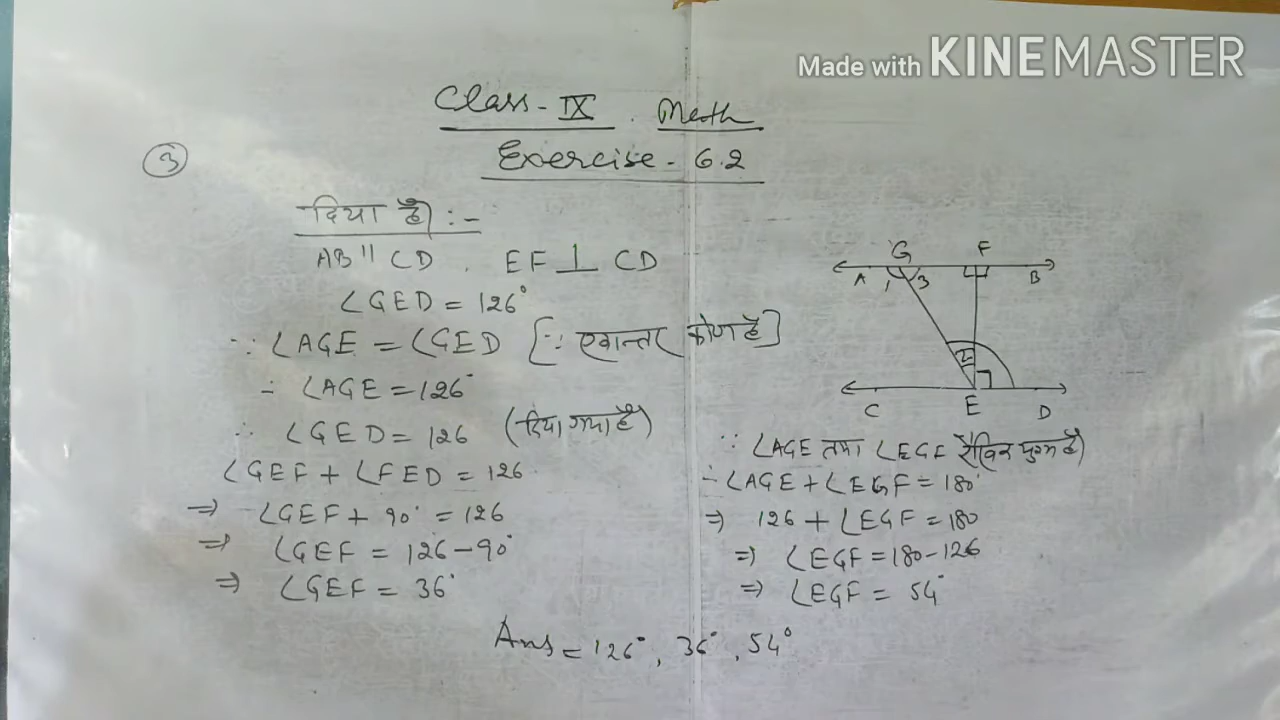 Made with KINEMASTER
Class-IX . Math
Exercise-6.2
3
दिया है :-
AB || CD . EF ⊥ CD
∠GED = 126°
∵ ∠AGE = ∠GED [∵ एकान्तर कोण है]
∴ ∠AGE = 126°
∴ ∠GED = 126 (दिया गया है)
∠GEF + ∠FED = 126
⇒ ∠GEF + 90° = 126
⇒ ∠GEF = 126-90°
⇒ ∠GEF = 36°
G F
A 1 3 B
2
C E D
∵ ∠AGE तथा ∠EGF रैखिक युग्म है)
∴ ∠AGE + ∠EGF = 180°
⇒ 126 + ∠EGF = 180
⇒ ∠EGF = 180-126
⇒ ∠EGF = 54°
Ans = 126°, 36°, 54°